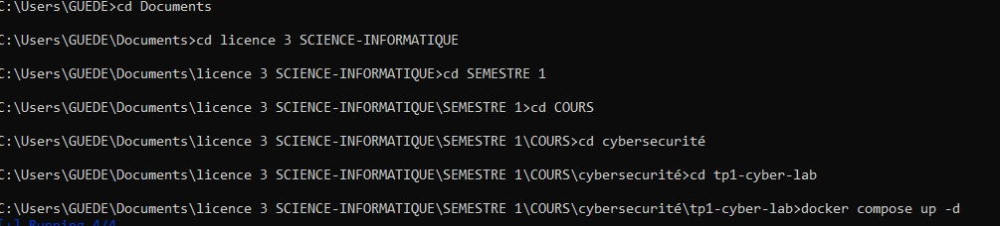 C:\Users\GUEDE>cd Documents
C:\Users\GUEDE\Documents>cd licence 3 SCIENCE-INFORMATIQUE
C:\Users\GUEDE\Documents\licence 3 SCIENCE-INFORMATIQUE>cd SEMESTRE 1
C:\Users\GUEDE\Documents\licence 3 SCIENCE-INFORMATIQUE\SEMESTRE 1>cd COURS
C:\Users\GUEDE\Documents\licence 3 SCIENCE-INFORMATIQUE\SEMESTRE 1\COURS>cd cybersecurité
C:\Users\GUEDE\Documents\licence 3 SCIENCE-INFORMATIQUE\SEMESTRE 1\COURS\cybersecurité>cd tp1-cyber-lab
C:\Users\GUEDE\Documents\licence 3 SCIENCE-INFORMATIQUE\SEMESTRE 1\COURS\cybersecurité\tp1-cyber-lab>docker compose up -d
Running 4/4